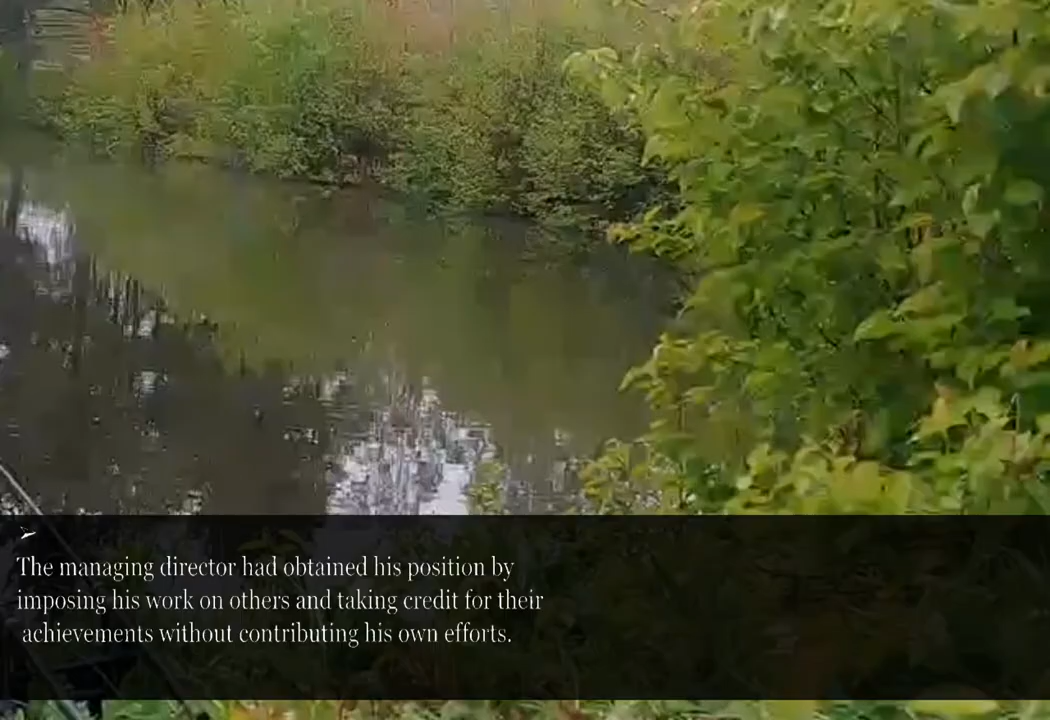 The managing director had obtained his position by
imposing his work on others and taking credit for their
achievements without contributing his own efforts.